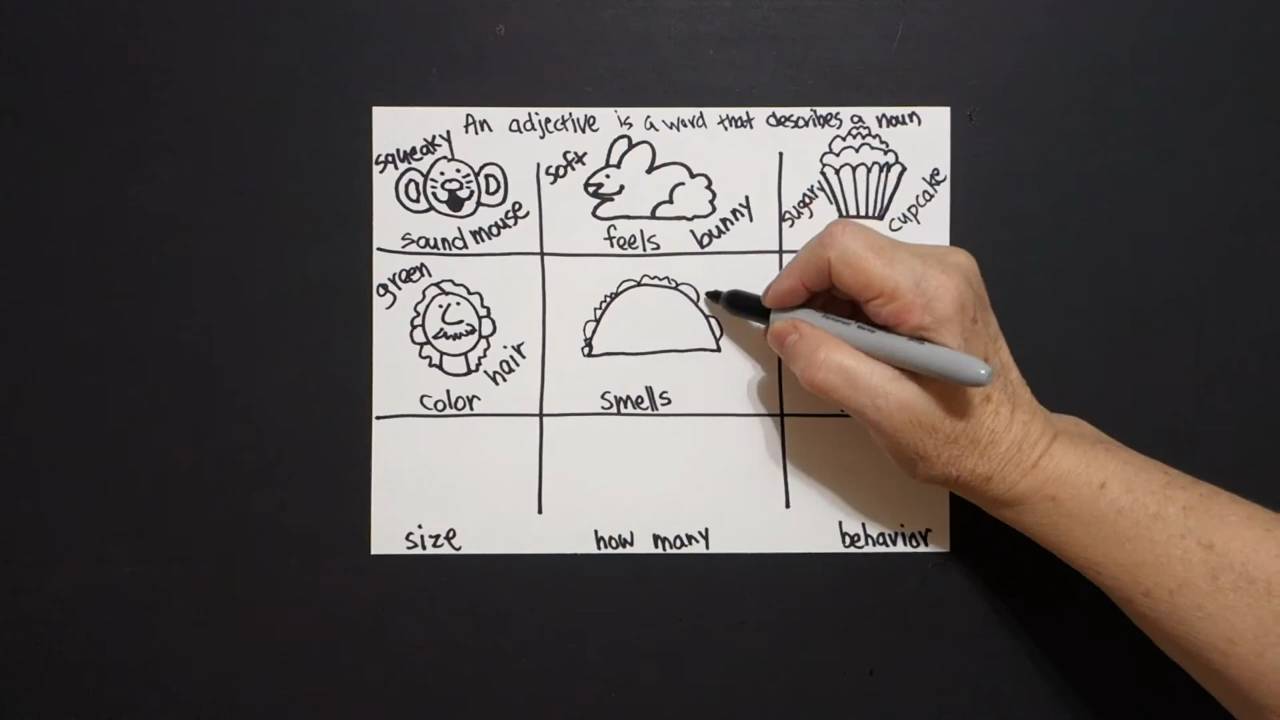 An adjective is a word that describes a noun
squeaky
sound mouse
soft
feels bunny
sugary
cupcake
green
hair
color
smells
size
how many
behavior